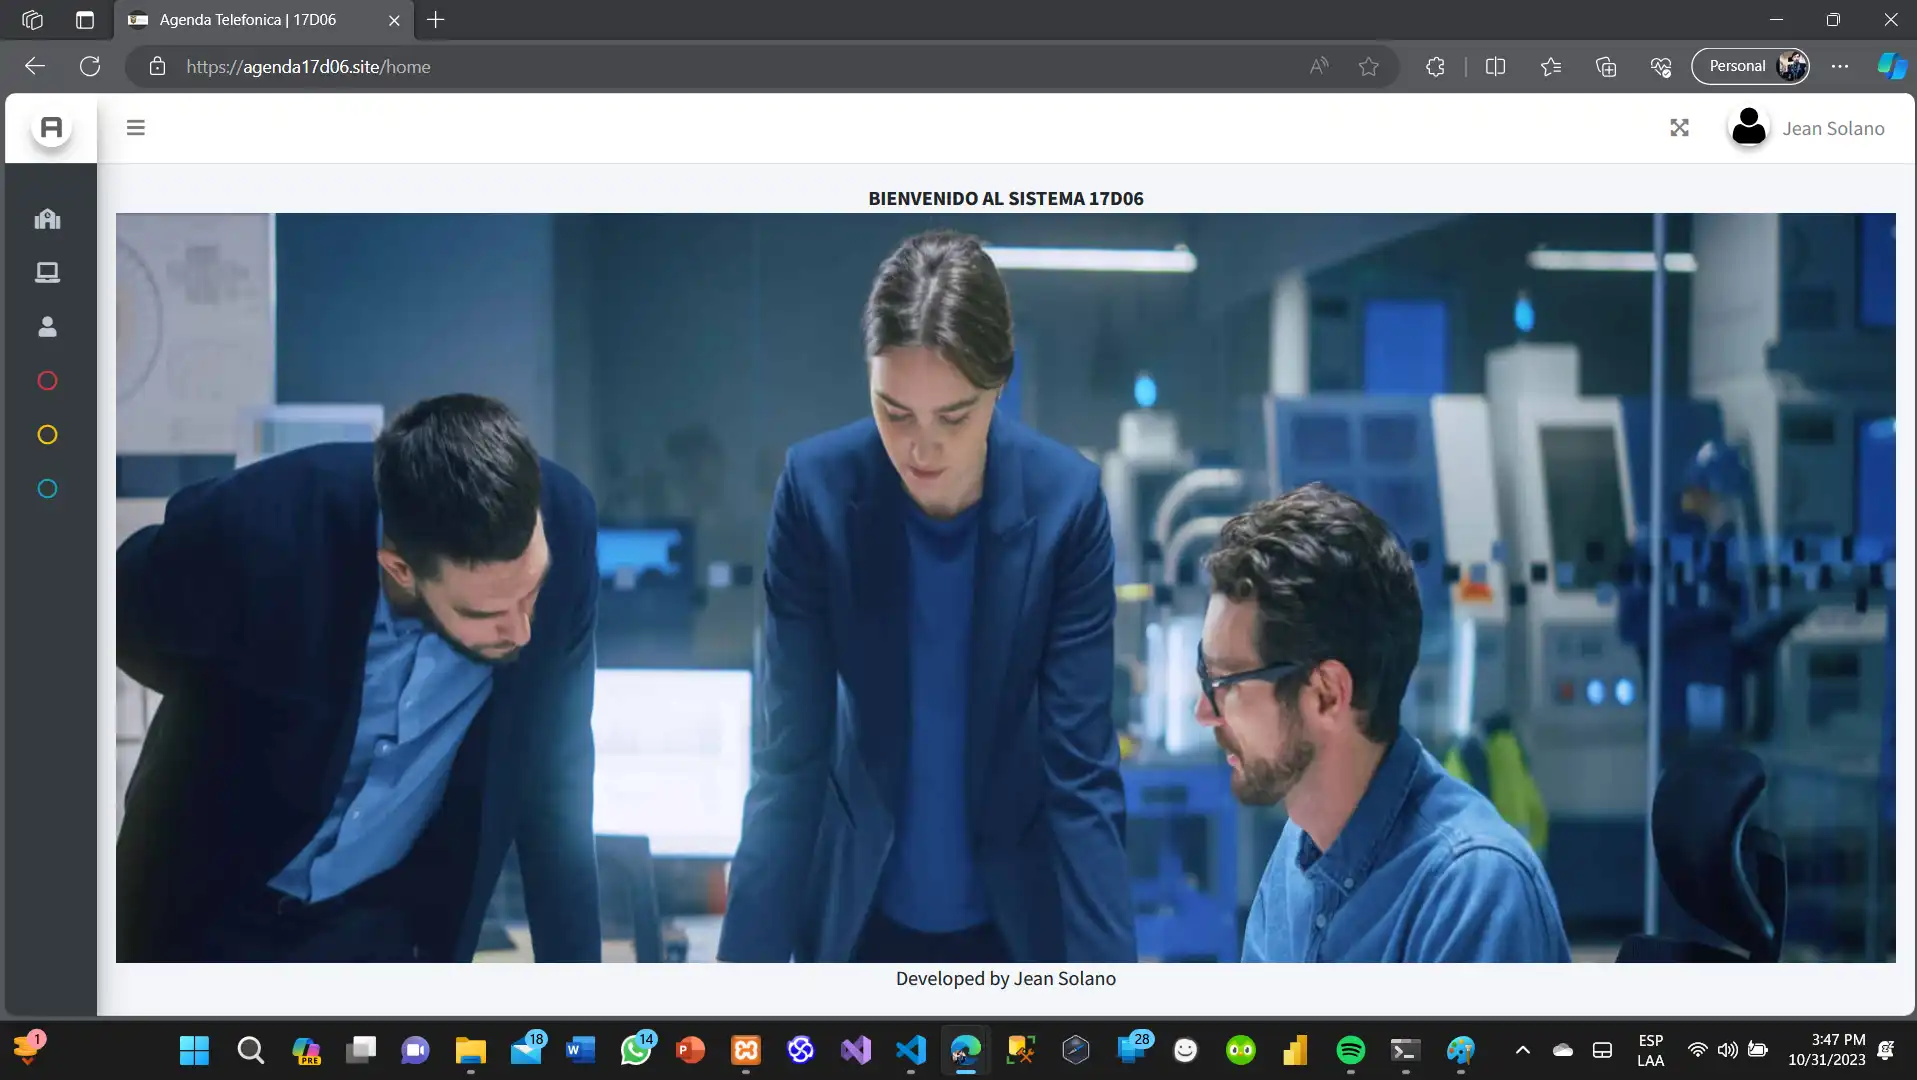 Agenda Telefonica | 17D06
https://agenda17d06.site/home
Personal
A
Jean Solano
BIENVENIDO AL SISTEMA 17D06
Developed by Jean Solano
1
PRE
18
W
14
P
28
ESP
LAA
3:47 PM
10/31/2023